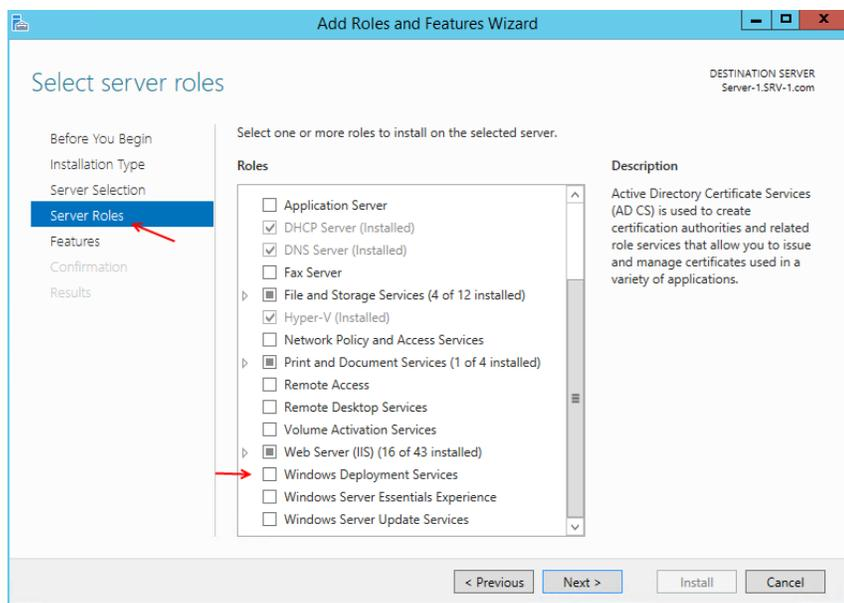 Add Roles and Features Wizard
Select server roles
DESTINATION SERVER
Server-1.SRV-1.com
Before You Begin
Installation Type
Server Selection
Server Roles
Features
Confirmation
Results
Select one or more roles to install on the selected server.
Roles
Application Server
DHCP Server (Installed)
DNS Server (Installed)
Fax Server
File and Storage Services (4 of 12 installed)
Hyper-V (Installed)
Network Policy and Access Services
Print and Document Services (1 of 4 installed)
Remote Access
Remote Desktop Services
Volume Activation Services
Web Server (IIS) (16 of 43 installed)
Windows Deployment Services
Windows Server Essentials Experience
Windows Server Update Services
Description
Active Directory Certificate Services
(AD CS) is used to create
certification authorities and related
role services that allow you to issue
and manage certificates used in a
variety of applications.
< Previous
Next >
Install
Cancel